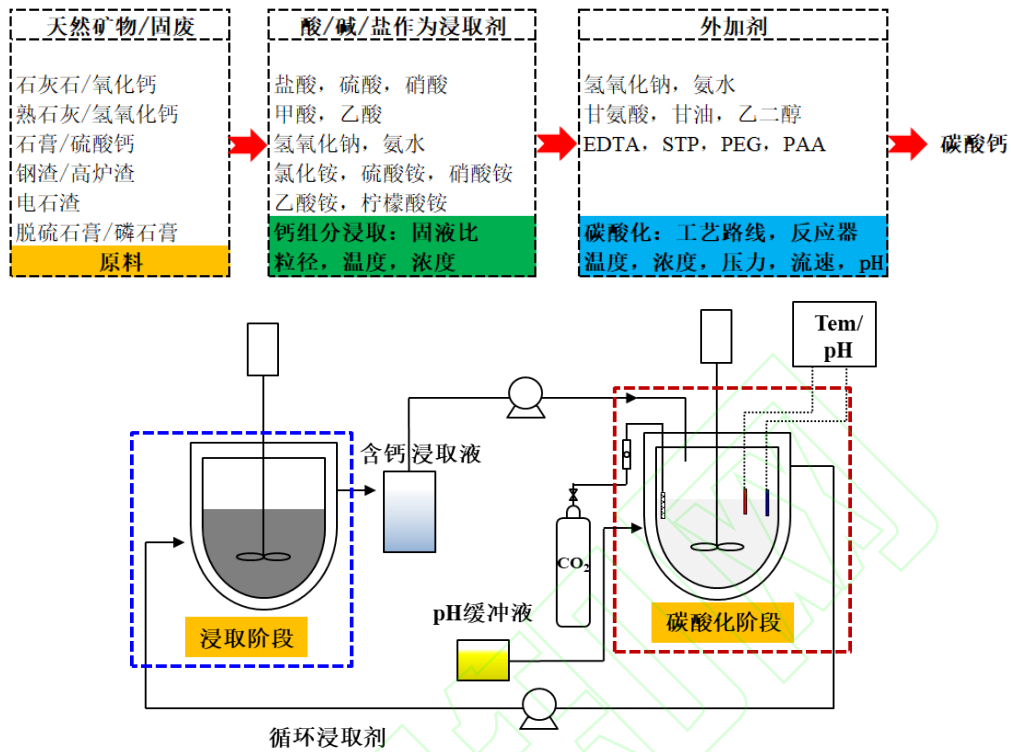 天然矿物/固废
石灰石/氧化钙
熟石灰/氢氧化钙
石膏/硫酸钙
钢渣/高炉渣
电石渣
脱硫石膏/磷石膏
原料
酸/碱/盐作为浸取剂
盐酸，硫酸，硝酸
甲酸，乙酸
氢氧化钠，氨水
氯化铵，硫酸铵，硝酸铵
乙酸铵，柠檬酸铵
钙组分浸取：固液比
粒径，温度，浓度
外加剂
氢氧化钠，氨水
甘氨酸，甘油，乙二醇
EDTA，STP，PEG，PAA
碳酸化：工艺路线，反应器
温度，浓度，压力，流速，pH
碳酸钙
Tem/
pH
含钙浸取液
CO₂
pH缓冲液
浸取阶段
碳酸化阶段
循环浸取剂